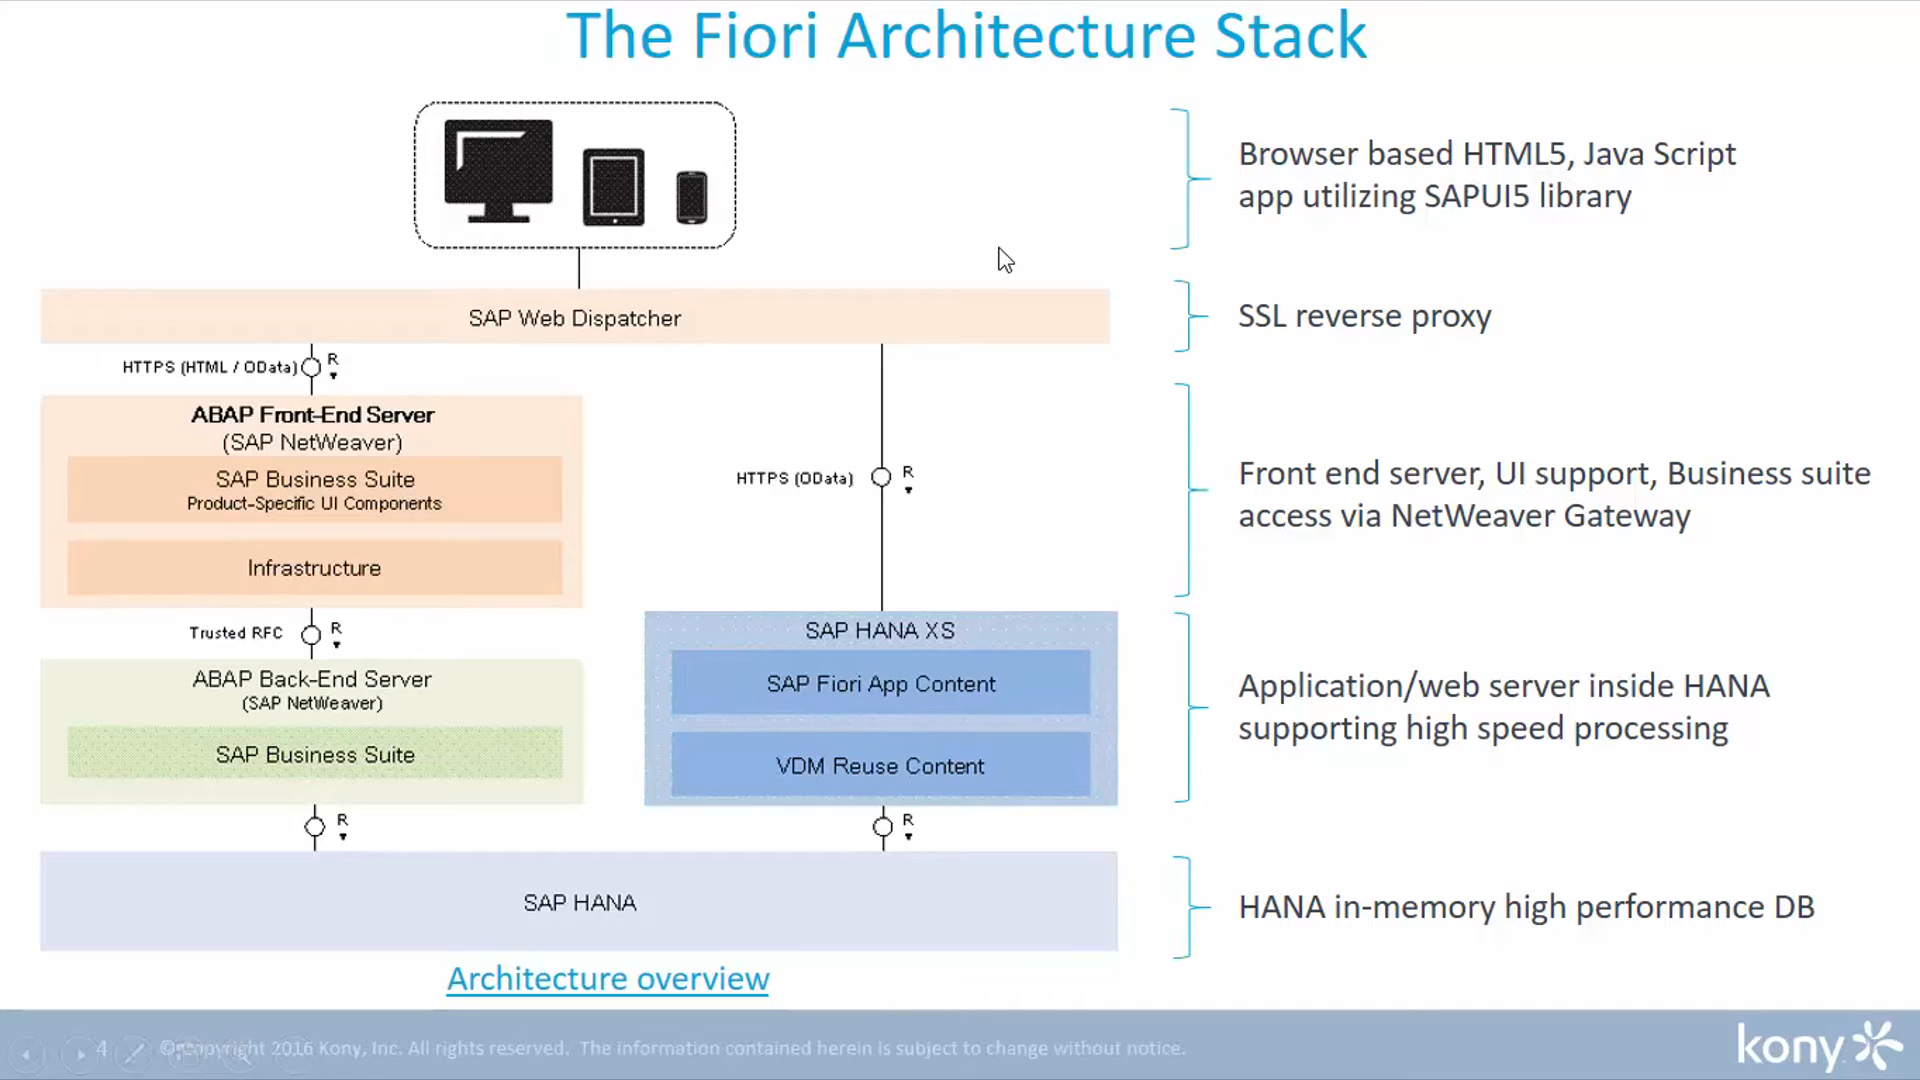 The Fiori Architecture Stack
Browser based HTML5, Java Script
app utilizing SAPUI5 library
SAP Web Dispatcher
SSL reverse proxy
HTTPS (HTML / OData)
R
ABAP Front-End Server
(SAP NetWeaver)
SAP Business Suite
Product-Specific UI Components
Infrastructure
HTTPS (OData)
R
Front end server, UI support, Business suite
access via NetWeaver Gateway
Trusted RFC
R
ABAP Back-End Server
(SAP NetWeaver)
SAP Business Suite
SAP HANA XS
SAP Fiori App Content
VDM Reuse Content
Application/web server inside HANA
supporting high speed processing
R
R
SAP HANA
HANA in-memory high performance DB
Architecture overview
4
© Copyright 2016 Kony, Inc. All rights reserved. The information contained herein is subject to change without notice.
kony